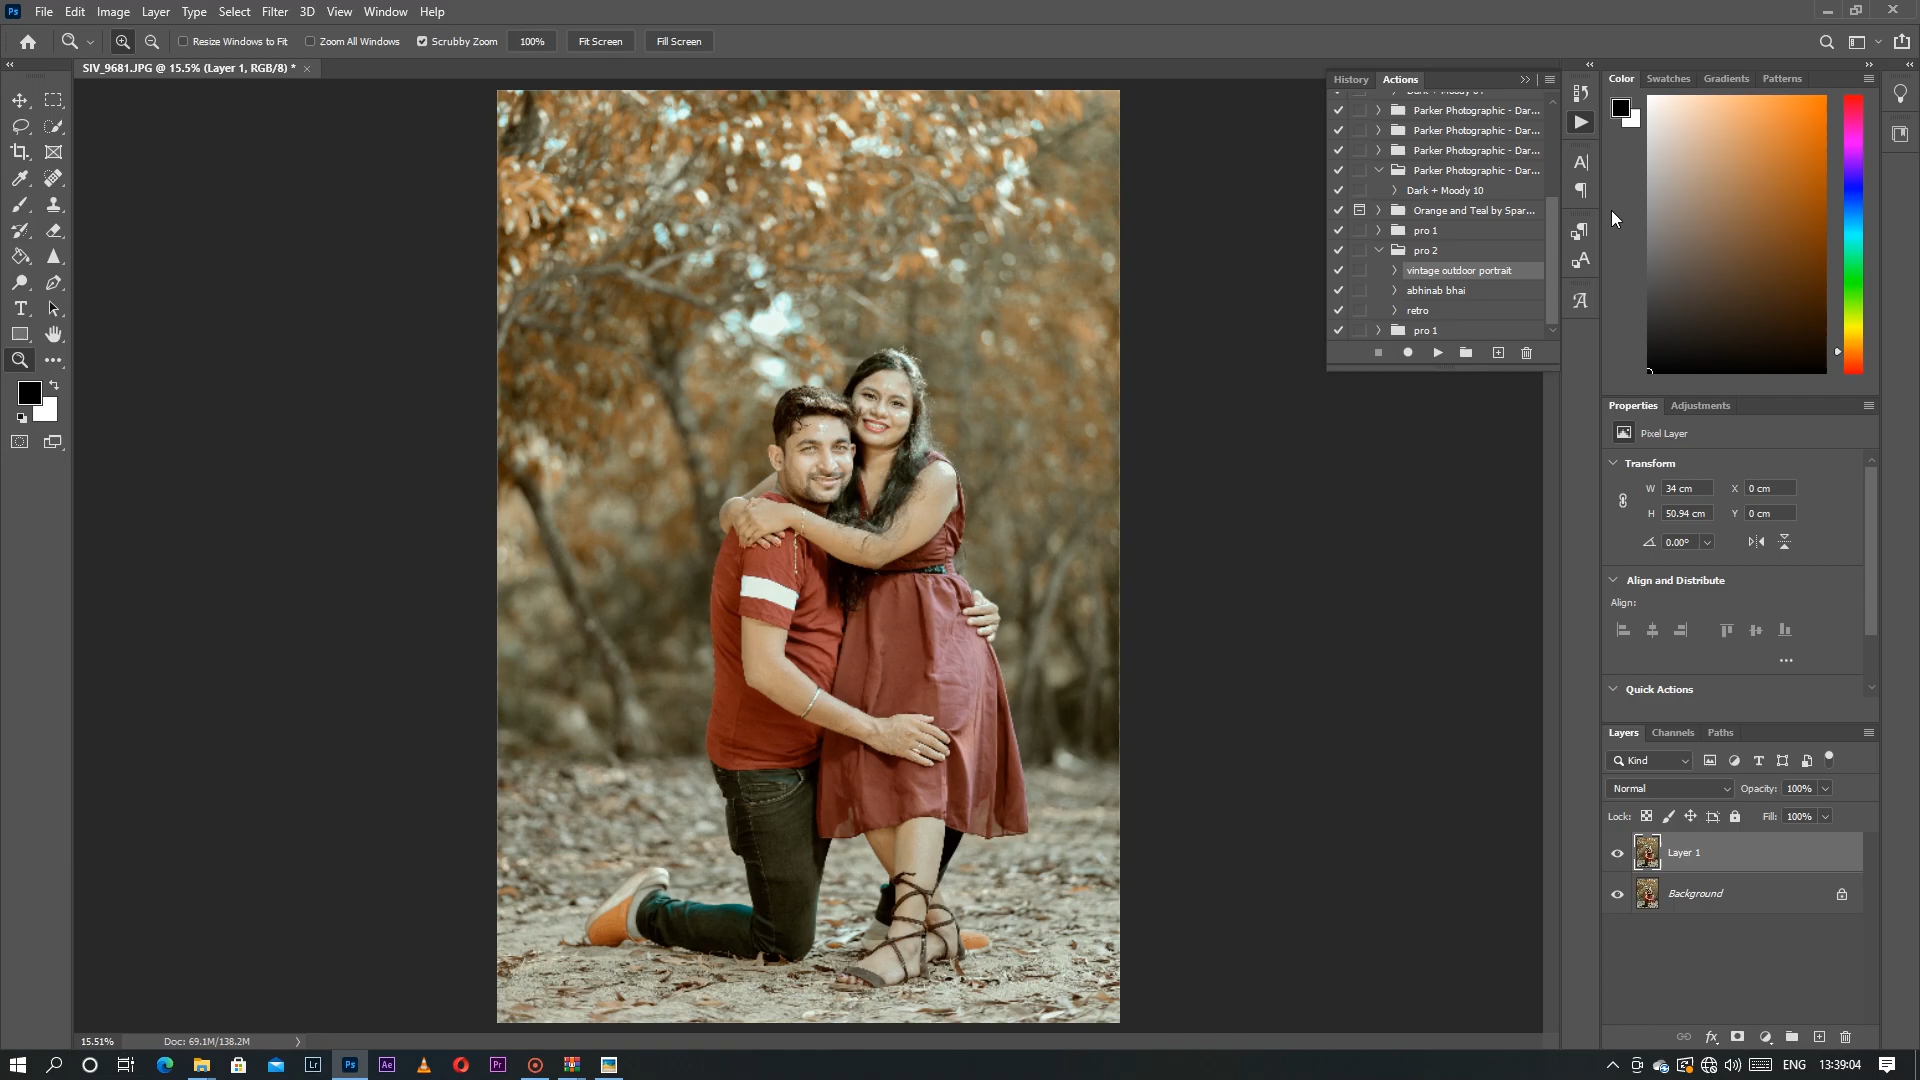 Ps File Edit Image Layer Type Select Filter 3D View Window Help
Resize Windows to Fit Zoom All Windows Scrubby Zoom 100% Fit Screen Fill Screen
SIV_9681.JPG @ 15.5% (Layer 1, RGB/8) * ×
History Actions
Parker Photographic - Dar...
Parker Photographic - Dar...
Parker Photographic - Dar...
Parker Photographic - Dar...
Dark + Moody 10
Orange and Teal by Spar...
pro 1
pro 2
vintage outdoor portrait
abhinab bhai
retro
pro 1
Color Swatches Gradients Patterns
Properties Adjustments
Pixel Layer
Transform
W 34 cm X 0 cm
H 50.94 cm Y 0 cm
0.00°
Align and Distribute
Align:
Quick Actions
Layers Channels Paths
Kind
Normal Opacity: 100%
Lock: Fill: 100%
Layer 1
Background
15.51% Doc: 69.1M/138.2M
Lr Ps Ae Pr ENG 13:39:04